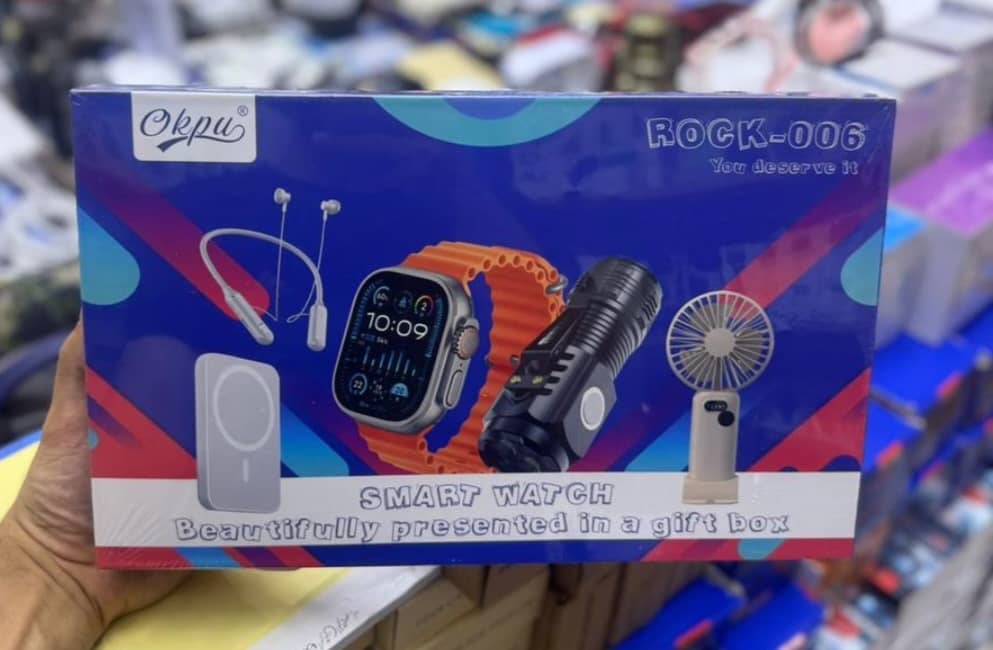 Okpu®
ROCK-006
You deserve it
10:09
SMART WATCH
Beautifully presented in a gift box